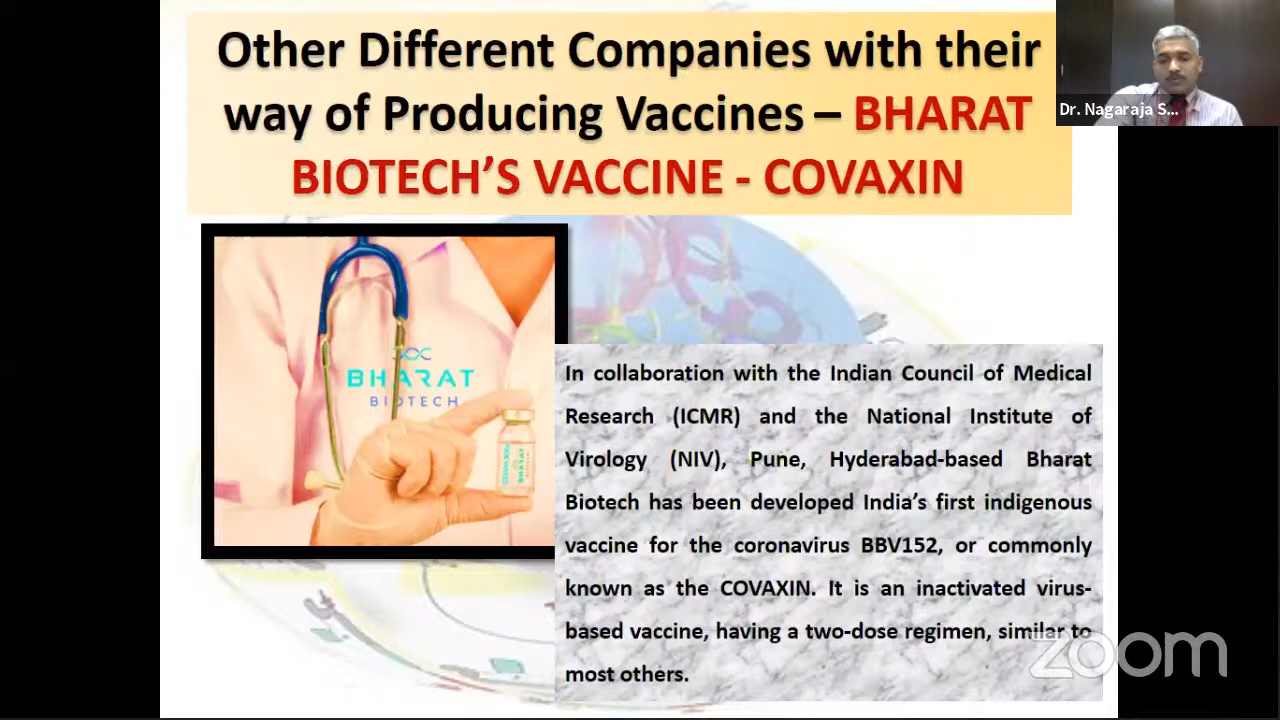 Other Different Companies with their
way of Producing Vaccines – BHARAT
BIOTECH’S VACCINE - COVAXIN
Dr. Nagaraja S...
BHARAT
BIOTECH
In collaboration with the Indian Council of Medical
Research (ICMR) and the National Institute of
Virology (NIV), Pune, Hyderabad-based Bharat
Biotech has been developed India’s first indigenous
vaccine for the coronavirus BBV152, or commonly
known as the COVAXIN. It is an inactivated virus-
based vaccine, having a two-dose regimen, similar to
most others.
zoom